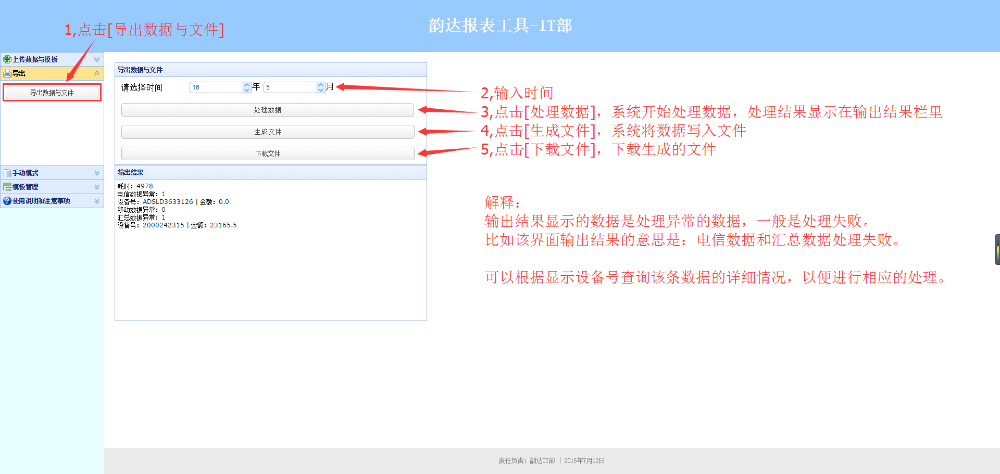 韵达报表工具-IT部
1,点击[导出数据与文件]
上传数据与模板
导出
导出数据与文件
手动模式
模板管理
使用说明和注意事项
导出数据与文件
请选择时间 16 年 5 月
处理数据
生成文件
下载文件
输出结果
耗时：4978
电信数据异常：1
设备号：ADSLD3633126 | 金额：0.0
移动数据异常：0
汇总数据异常：1
设备号：2000242315 | 金额：23165.5
2,输入时间
3,点击[处理数据]，系统开始处理数据，处理结果显示在输出结果栏里
4,点击[生成文件]，系统将数据写入文件
5,点击[下载文件]，下载生成的文件
解释：
输出结果显示的数据是处理异常的数据，一般是处理失败。
比如该界面输出结果的意思是：电信数据和汇总数据处理失败。
可以根据显示设备号查询该条数据的详细情况，以便进行相应的处理。
责任负责：韵达IT部 | 2016年7月12日